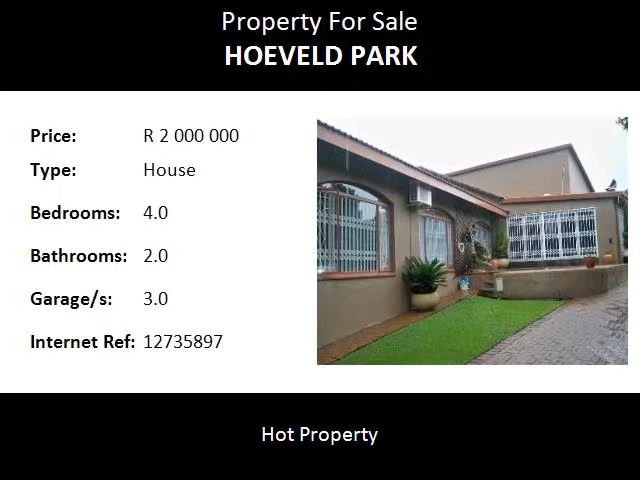 Property For Sale
HOEVELD PARK
Price: R 2 000 000
Type: House
Bedrooms: 4.0
Bathrooms: 2.0
Garage/s: 3.0
Internet Ref: 12735897
Hot Property